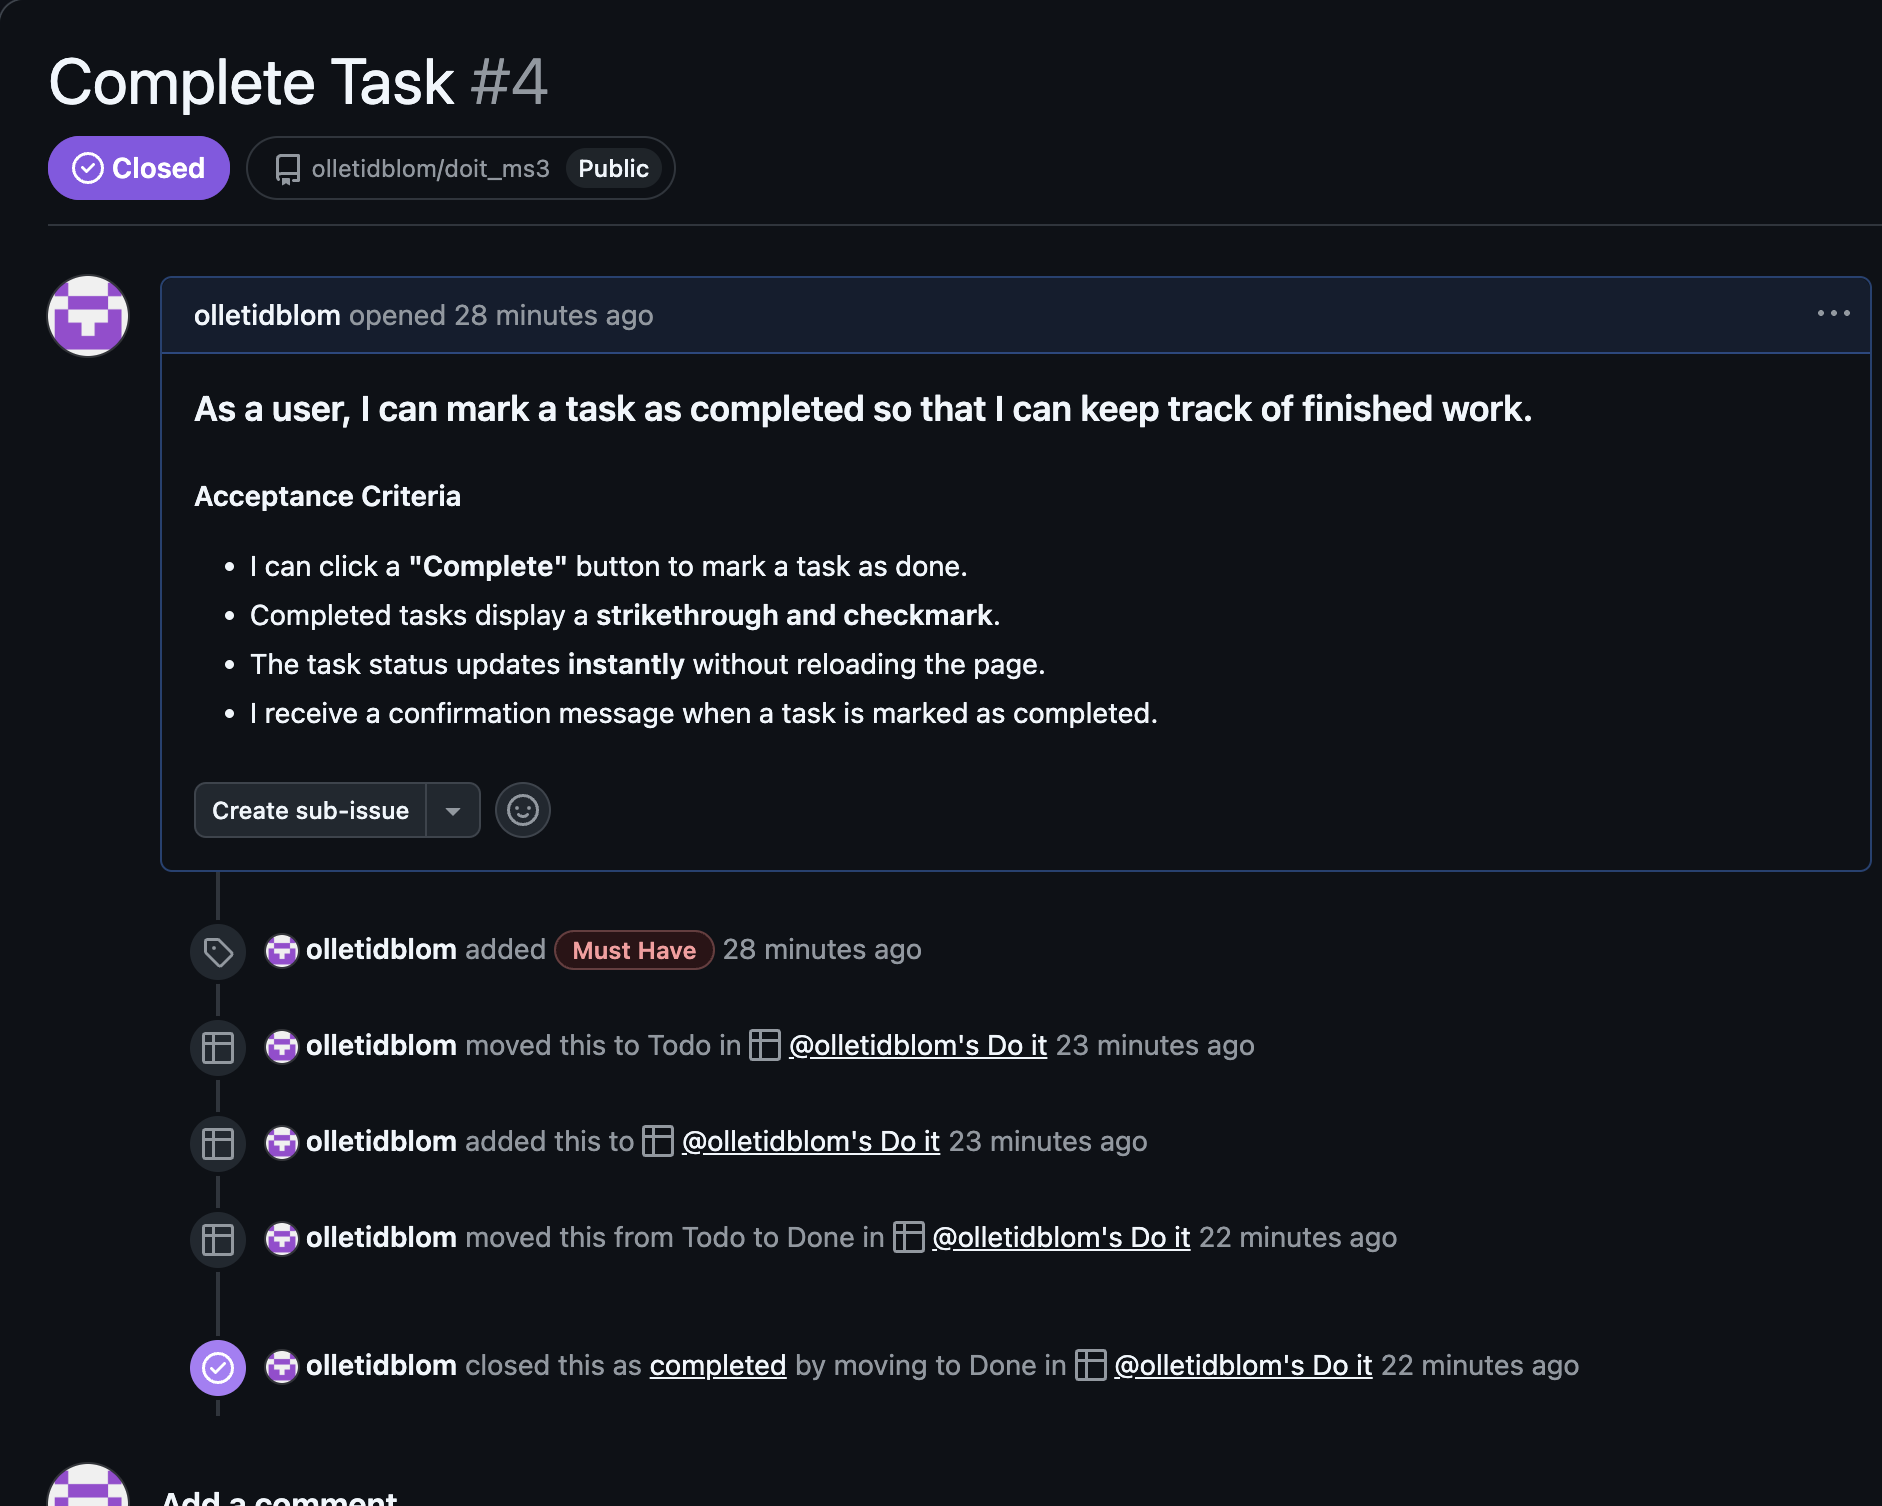 Complete Task #4
Closed
olletidblom/doit_ms3 Public
olletidblom opened 28 minutes ago
As a user, I can mark a task as completed so that I can keep track of finished work.
Acceptance Criteria
• I can click a "Complete" button to mark a task as done.
• Completed tasks display a strikethrough and checkmark.
• The task status updates instantly without reloading the page.
• I receive a confirmation message when a task is marked as completed.
Create sub-issue
olletidblom added Must Have 28 minutes ago
olletidblom moved this to Todo in @olletidblom's Do it 23 minutes ago
olletidblom added this to @olletidblom's Do it 23 minutes ago
olletidblom moved this from Todo to Done in @olletidblom's Do it 22 minutes ago
olletidblom closed this as completed by moving to Done in @olletidblom's Do it 22 minutes ago
Add a comment